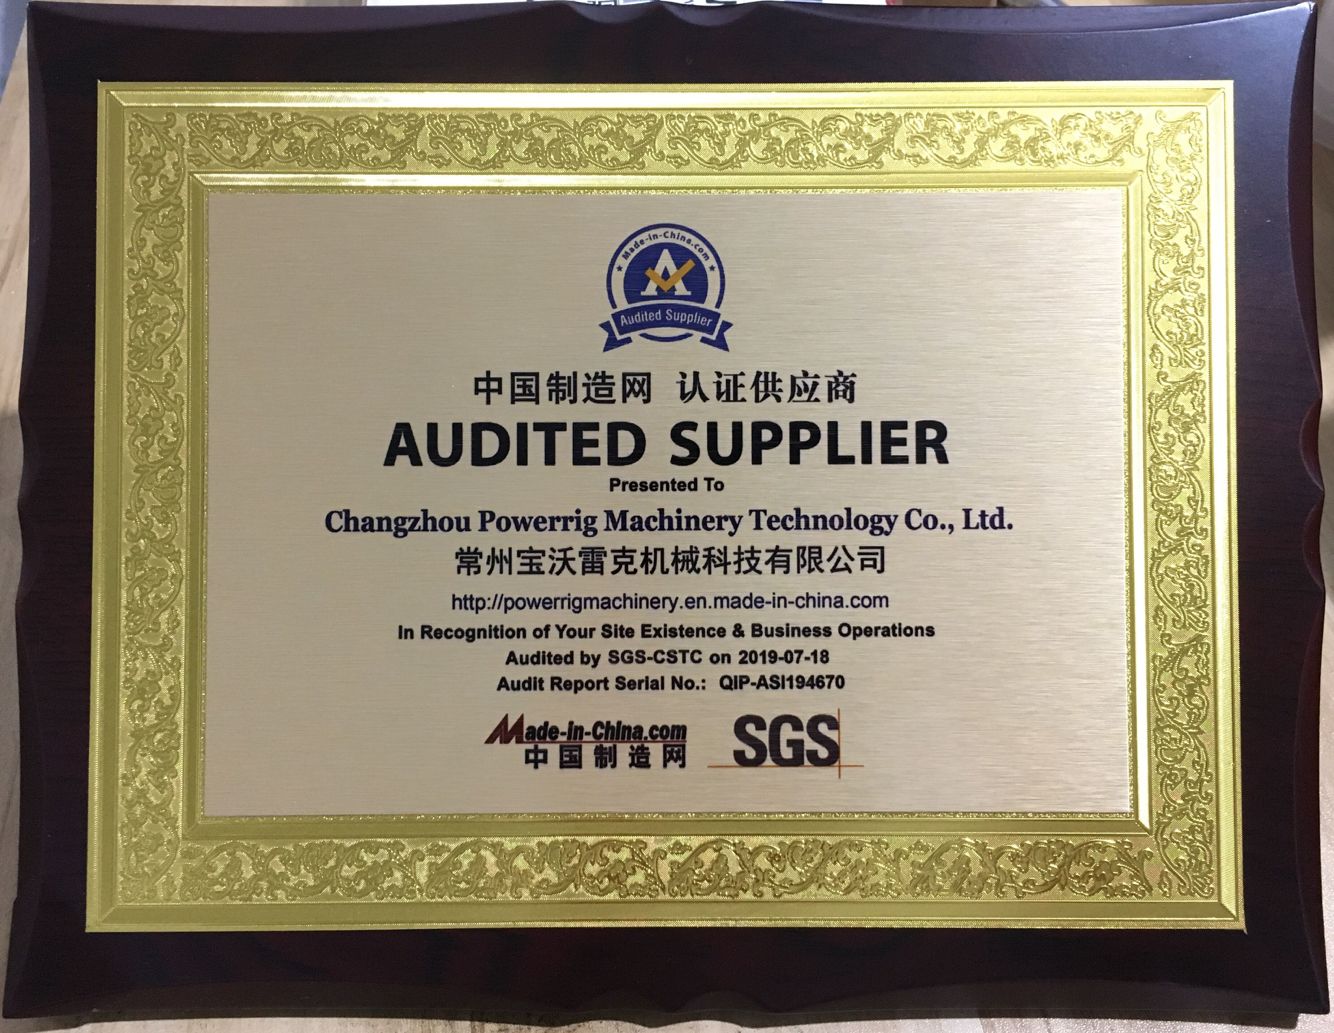 Made-in-China.com
A
Audited Supplier
中国制造网 认证供应商
AUDITED SUPPLIER
Presented To
Changzhou Powerrig Machinery Technology Co., Ltd.
常州宝沃雷克机械科技有限公司
http://powerrigmachinery.en.made-in-china.com
In Recognition of Your Site Existence & Business Operations
Audited by SGS-CSTC on 2019-07-18
Audit Report Serial No.: QIP-ASI194670
Made-in-China.com
中国制造网
SGS